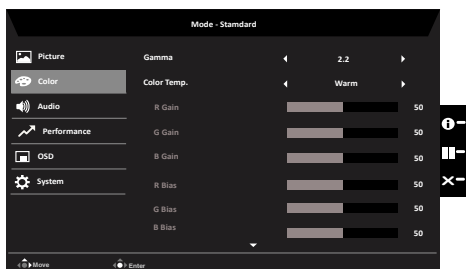 Mode - Stamdard
Picture
Gamma 2.2
Color
Color Temp. Warm
Audio
R Gain 50
Performance
G Gain 50
OSD
B Gain 50
System
R Bias 50
G Bias 50
B Bias 50
Move Enter